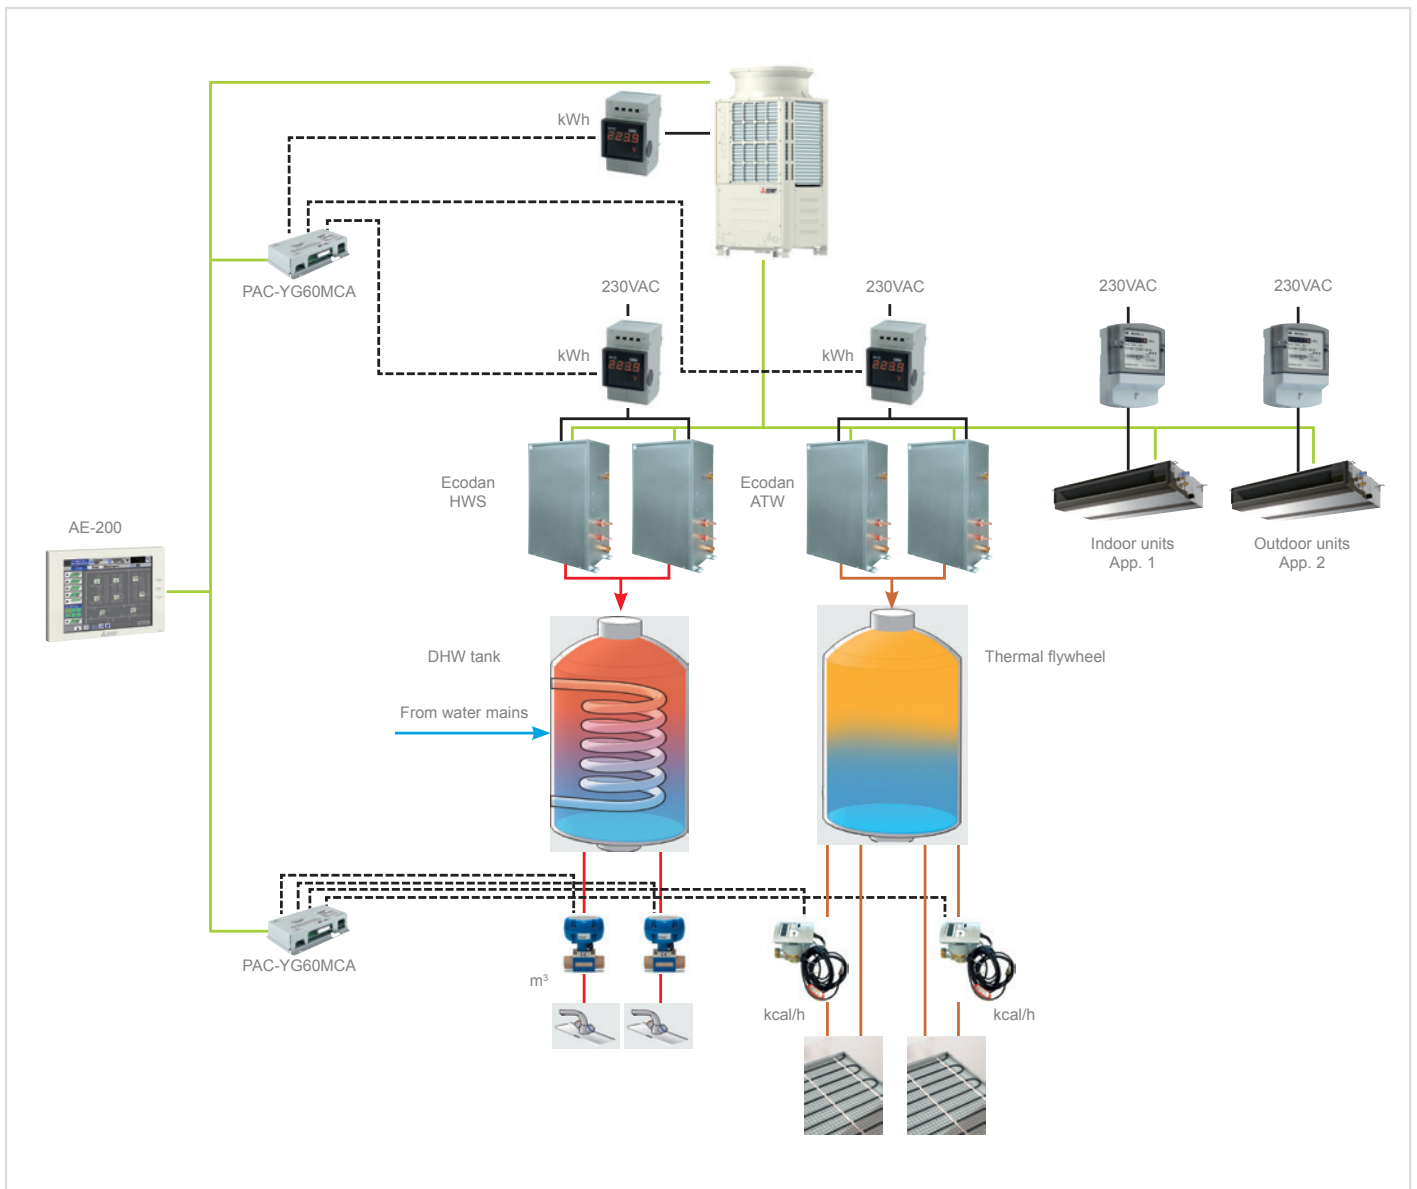 kWh
PAC-YG60MCA
230VAC
230VAC
230VAC
230VAC
kWh
kWh
Ecodan
HWS
Ecodan
ATW
Indoor units
App. 1
Outdoor units
App. 2
AE-200
DHW tank
Thermal flywheel
From water mains
PAC-YG60MCA
m³
kcal/h
kcal/h